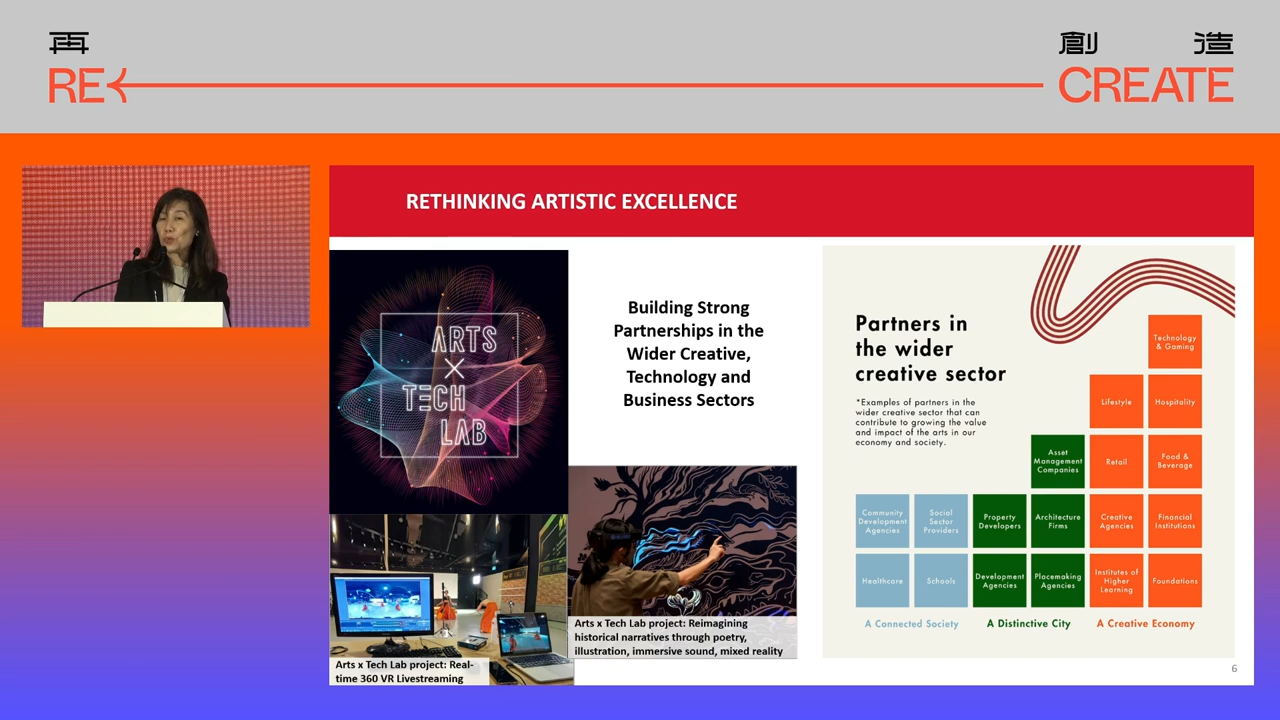 再
創 造
RE
CREATE
RETHINKING ARTISTIC EXCELLENCE
ARTS
X
TECH
LAB
Building Strong
Partnerships in the
Wider Creative,
Technology and
Business Sectors
Arts x Tech Lab project: Real-
time 360 VR Livestreaming
Arts x Tech Lab project: Reimagining
historical narratives through poetry,
illustration, immersive sound, mixed reality
Partners in
the wider
creative sector
*Examples of partners in the
wider creative sector that can
contribute to growing the value
and impact of the arts in our
economy and society.
Technology
& Gaming
Lifestyle
Hospitality
Asset
Management
Companies
Retail
Food &
Beverage
Community
Development
Agencies
Social
Sector
Providers
Property
Developers
Architecture
Firms
Creative
Agencies
Financial
Institutions
Healthcare
Schools
Development
Agencies
Placemaking
Agencies
Institutes of
Higher
Learning
Foundations
A Connected Society
A Distinctive City
A Creative Economy
6